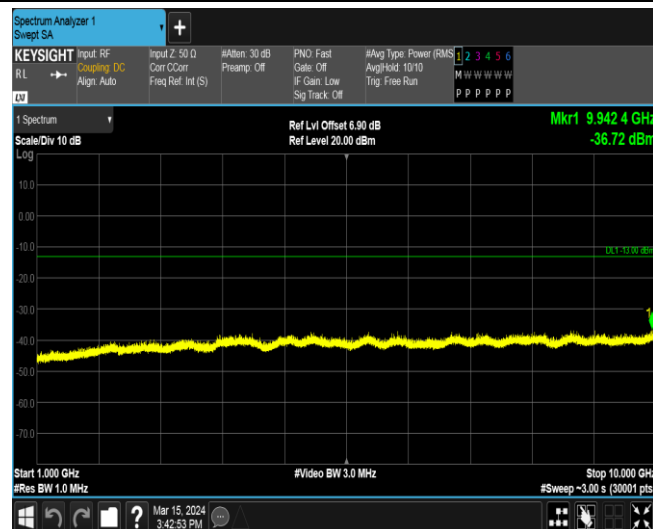 Spectrum Analyzer 1
Swept SA
+
KEYSIGHT Input: RF Input Z: 50 Ω #Atten: 30 dB PNO: Fast #Avg Type: Power (RMS 1 2 3 4 5 6
RL Coupling: DC Corr CCorr Preamp: Off Gate: Off Avg|Hold: 10/10 M W W W W W
Align: Auto Freq Ref: Int (S) IF Gain: Low Trig: Free Run
Sig Track: Off P P P P P P
LXI
1 Spectrum Ref Lvl Offset 6.90 dB Mkr1 9.942 4 GHz
Scale/Div 10 dB Ref Level 20.00 dBm -36.72 dBm
Log
10.0
0.00
-10.0
DL1 -13.00 dBm
-20.0
-30.0
1
-40.0
-50.0
-60.0
-70.0
Start 1.000 GHz #Video BW 3.0 MHz Stop 10.000 GHz
#Res BW 1.0 MHz #Sweep ~3.00 s (30001 pts
? Mar 15, 2024
3:42:53 PM